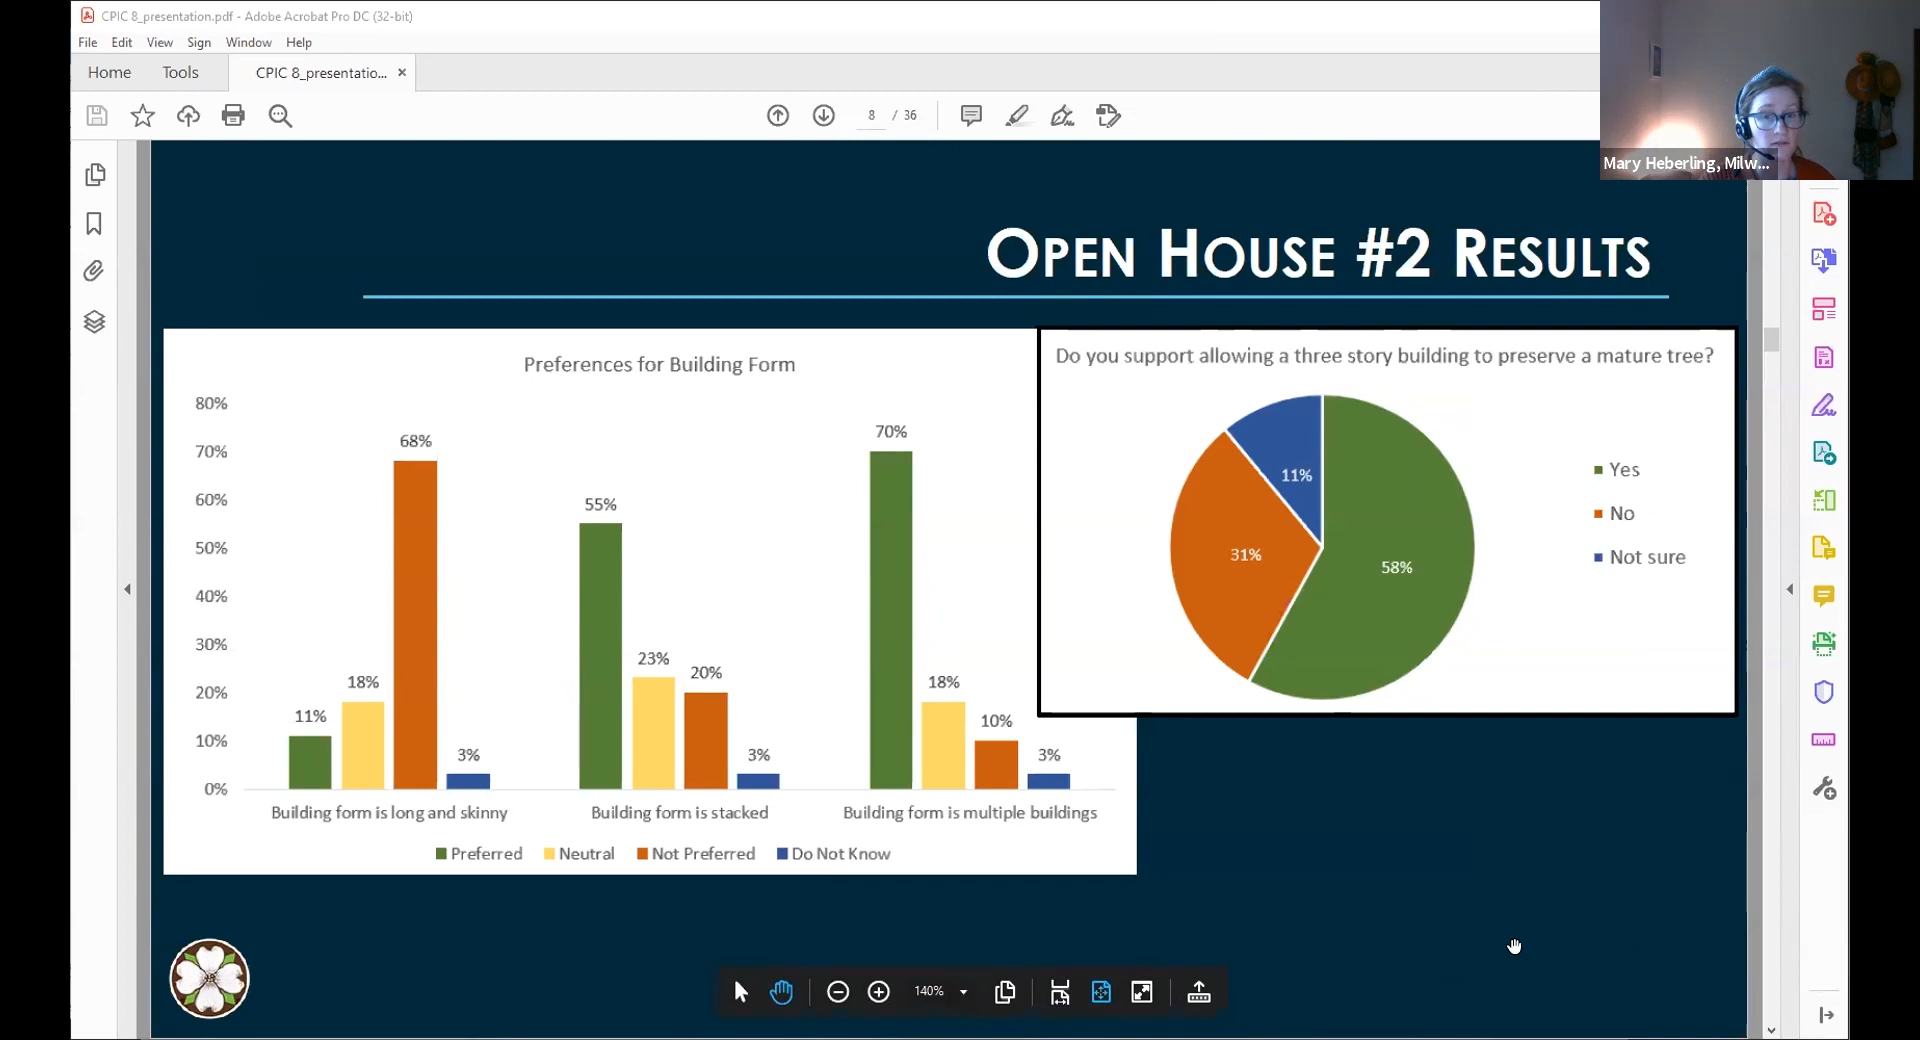 CPIC 8_presentation.pdf - Adobe Acrobat Pro DC (32-bit)
File Edit View Sign Window Help
Home Tools CPIC 8_presentatio... ×
8 / 36
Mary Heberling, Milw...
OPEN HOUSE #2 RESULTS
Preferences for Building Form
80%
70%
60%
50%
40%
30%
20%
10%
0%
11% 18% 68% 3%
55% 23% 20% 3%
70% 18% 10% 3%
Building form is long and skinny Building form is stacked Building form is multiple buildings
Preferred Neutral Not Preferred Do Not Know
Do you support allowing a three story building to preserve a mature tree?
11%
31%
58%
Yes
No
Not sure
140%